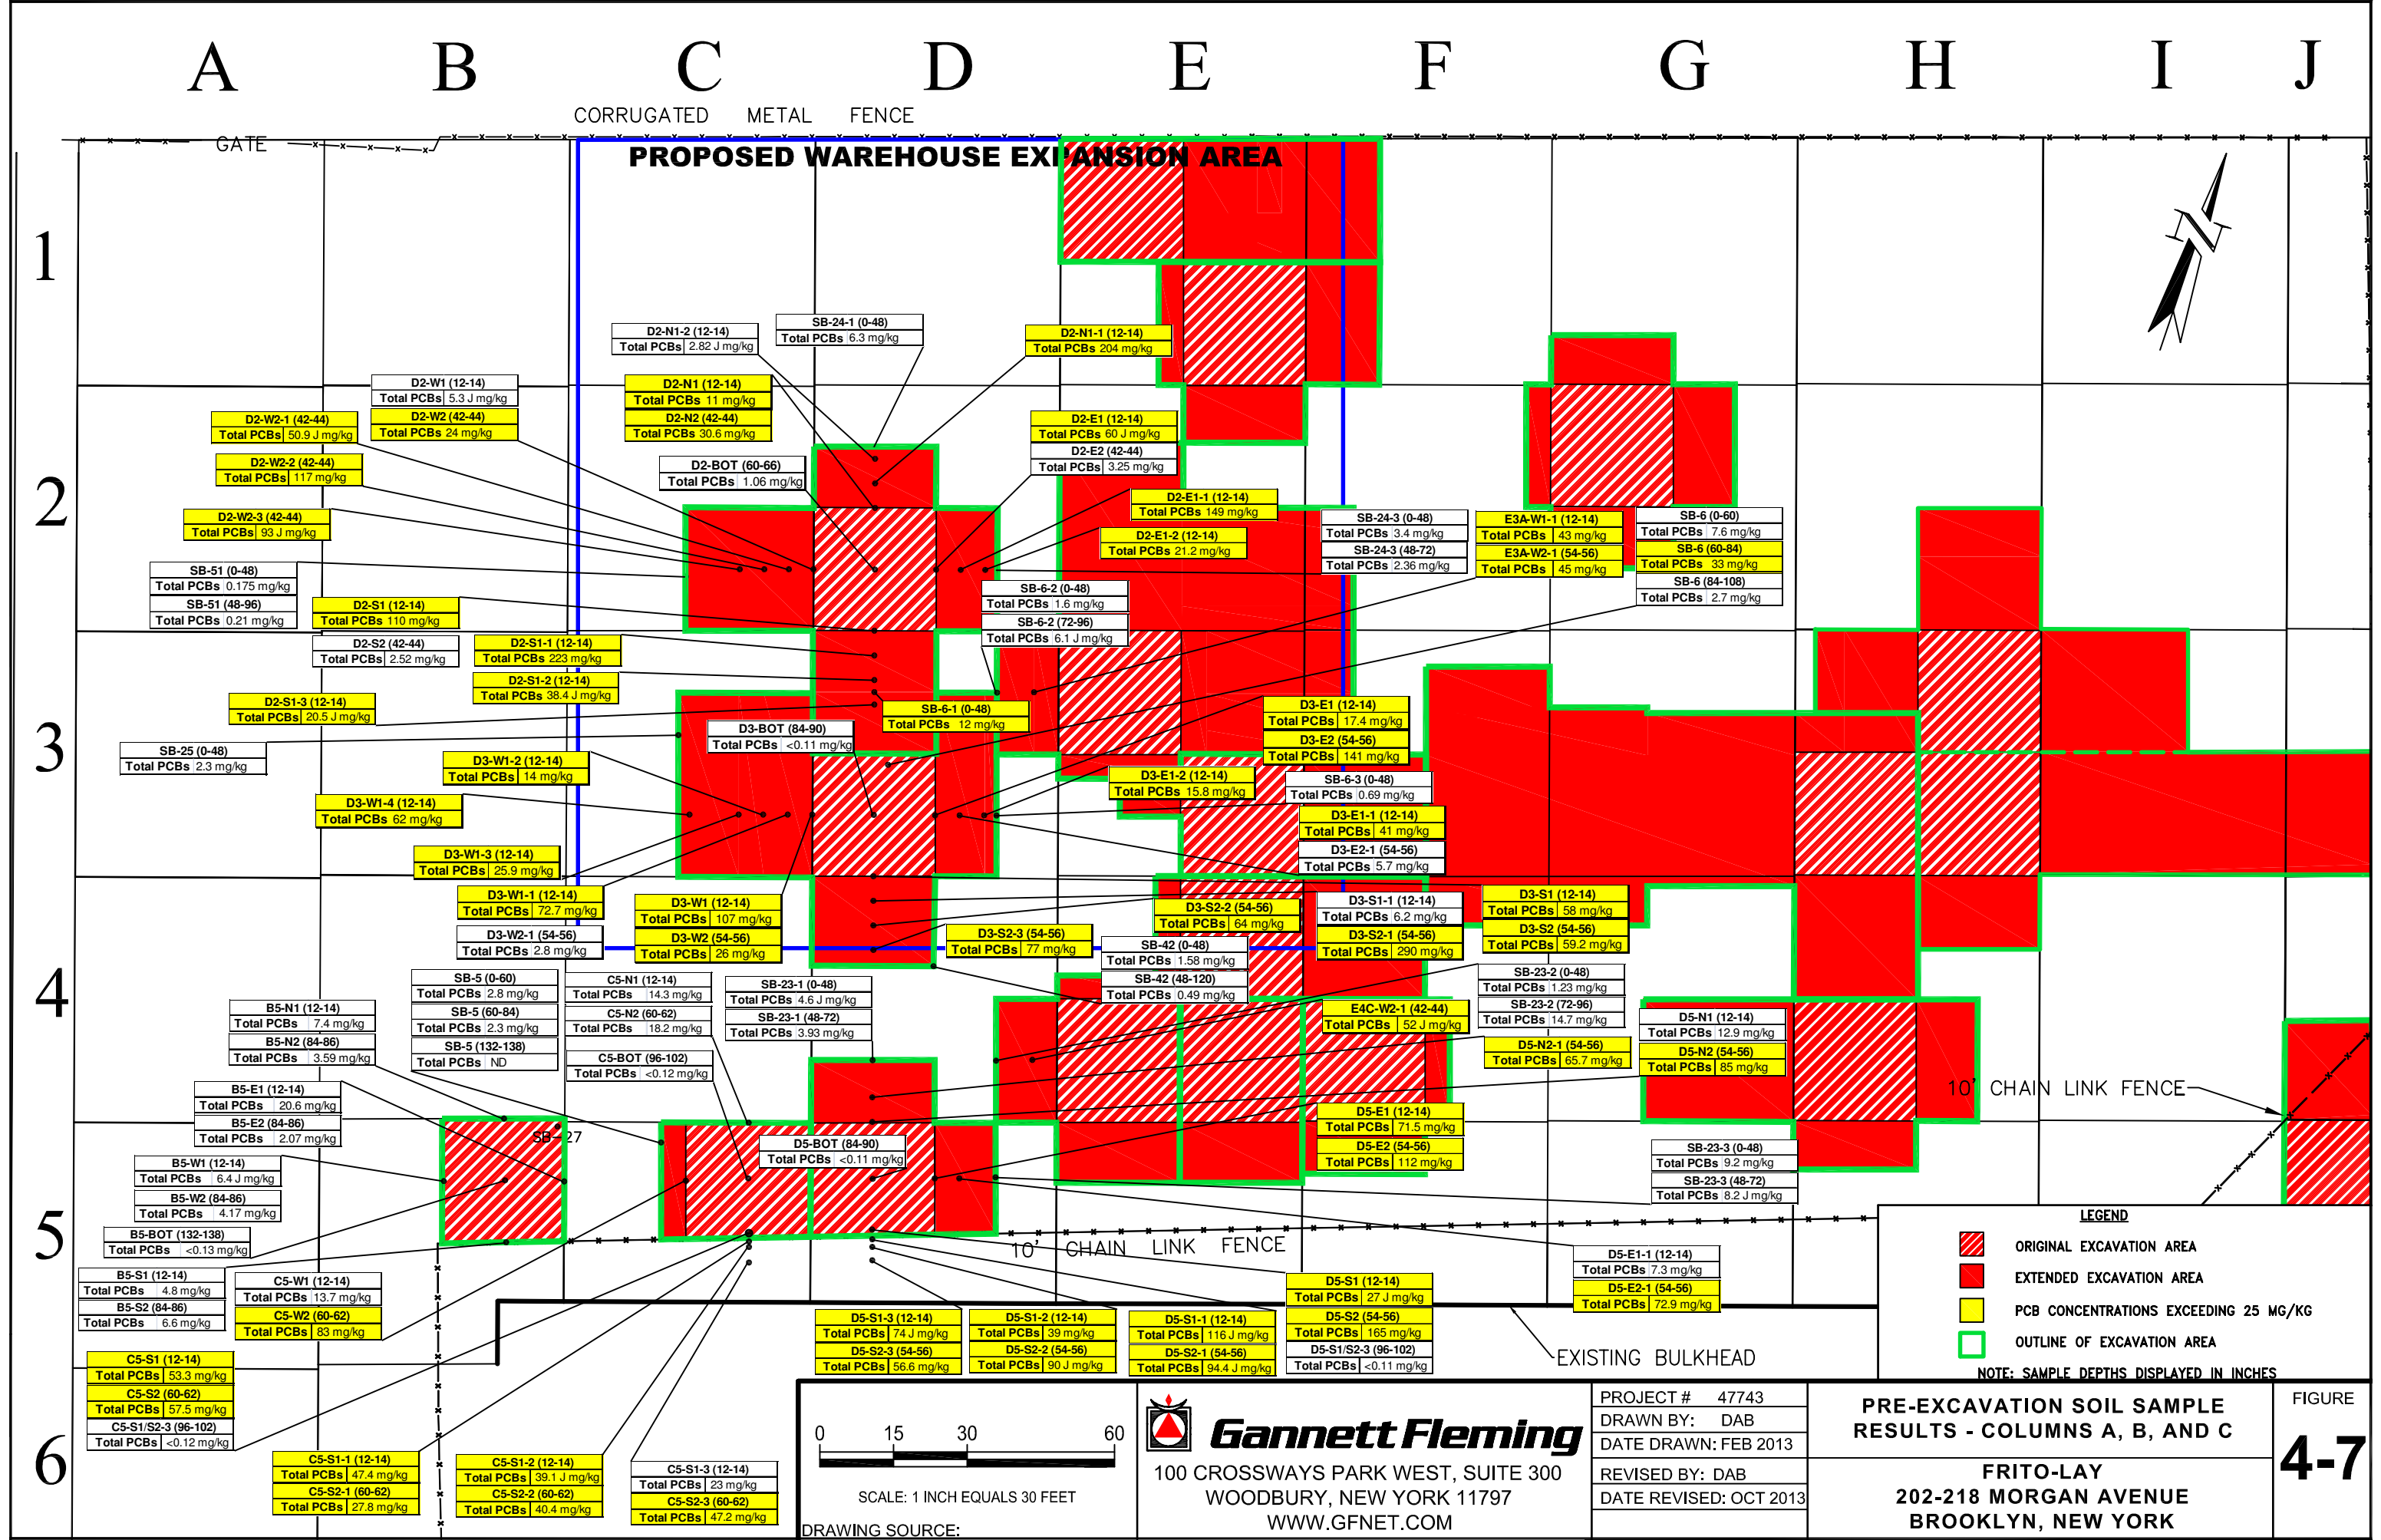 A B C D E F G H I J
CORRUGATED METAL FENCE
GATE
PROPOSED WAREHOUSE EXPANSION AREA
1
2
3
4
5
6
N
D2-N1-2 (12-14)
Total PCBs 2.82 J mg/kg
SB-24-1 (0-48)
Total PCBs 6.3 mg/kg
D2-N1-1 (12-14)
Total PCBs 204 mg/kg
D2-W1 (12-14)
Total PCBs 5.3 J mg/kg
D2-W2 (42-44)
Total PCBs 24 mg/kg
D2-N1 (12-14)
Total PCBs 11 mg/kg
D2-N2 (42-44)
Total PCBs 30.6 mg/kg
D2-W2-1 (42-44)
Total PCBs 50.9 J mg/kg
D2-E1 (12-14)
Total PCBs 60 J mg/kg
D2-E2 (42-44)
Total PCBs 3.25 mg/kg
D2-W2-2 (42-44)
Total PCBs 117 mg/kg
D2-BOT (60-66)
Total PCBs 1.06 mg/kg
D2-E1-1 (12-14)
Total PCBs 149 mg/kg
D2-W2-3 (42-44)
Total PCBs 93 J mg/kg
D2-E1-2 (12-14)
Total PCBs 21.2 mg/kg
SB-24-3 (0-48)
Total PCBs 3.4 mg/kg
SB-24-3 (48-72)
Total PCBs 2.36 mg/kg
E3A-W1-1 (12-14)
Total PCBs 43 mg/kg
E3A-W2-1 (54-56)
Total PCBs 45 mg/kg
SB-6 (0-60)
Total PCBs 7.6 mg/kg
SB-6 (60-84)
Total PCBs 33 mg/kg
SB-6 (84-108)
Total PCBs 2.7 mg/kg
SB-51 (0-48)
Total PCBs 0.175 mg/kg
SB-51 (48-96)
Total PCBs 0.21 mg/kg
D2-S1 (12-14)
Total PCBs 110 mg/kg
SB-6-2 (0-48)
Total PCBs 1.6 mg/kg
SB-6-2 (72-96)
Total PCBs 6.1 J mg/kg
D2-S2 (42-44)
Total PCBs 2.52 mg/kg
D2-S1-1 (12-14)
Total PCBs 223 mg/kg
D2-S1-2 (12-14)
Total PCBs 38.4 J mg/kg
D2-S1-3 (12-14)
Total PCBs 20.5 J mg/kg
SB-6-1 (0-48)
Total PCBs 12 mg/kg
D3-E1 (12-14)
Total PCBs 17.4 mg/kg
D3-E2 (54-56)
Total PCBs 141 mg/kg
SB-25 (0-48)
Total PCBs 2.3 mg/kg
D3-BOT (84-90)
Total PCBs <0.11 mg/kg
D3-W1-2 (12-14)
Total PCBs 14 mg/kg
D3-E1-2 (12-14)
Total PCBs 15.8 mg/kg
SB-6-3 (0-48)
Total PCBs 0.69 mg/kg
D3-W1-4 (12-14)
Total PCBs 62 mg/kg
D3-E1-1 (12-14)
Total PCBs 41 mg/kg
D3-E2-1 (54-56)
Total PCBs 5.7 mg/kg
D3-W1-3 (12-14)
Total PCBs 25.9 mg/kg
D3-W1-1 (12-14)
Total PCBs 72.7 mg/kg
D3-W2-1 (54-56)
Total PCBs 2.8 mg/kg
D3-W1 (12-14)
Total PCBs 107 mg/kg
D3-W2 (54-56)
Total PCBs 26 mg/kg
D3-S2-2 (54-56)
Total PCBs 64 mg/kg
D3-S1-1 (12-14)
Total PCBs 6.2 mg/kg
D3-S2-1 (54-56)
Total PCBs 290 mg/kg
D3-S1 (12-14)
Total PCBs 58 mg/kg
D3-S2 (54-56)
Total PCBs 59.2 mg/kg
D3-S2-3 (54-56)
Total PCBs 77 mg/kg
SB-42 (0-48)
Total PCBs 1.58 mg/kg
SB-42 (48-120)
Total PCBs 0.49 mg/kg
SB-5 (0-60)
Total PCBs 2.8 mg/kg
SB-5 (60-84)
Total PCBs 2.3 mg/kg
SB-5 (132-138)
Total PCBs ND
C5-N1 (12-14)
Total PCBs 14.3 mg/kg
C5-N2 (60-62)
Total PCBs 18.2 mg/kg
SB-23-1 (0-48)
Total PCBs 4.6 J mg/kg
SB-23-1 (48-72)
Total PCBs 3.93 mg/kg
SB-23-2 (0-48)
Total PCBs 1.23 mg/kg
SB-23-2 (72-96)
Total PCBs 14.7 mg/kg
B5-N1 (12-14)
Total PCBs 7.4 mg/kg
B5-N2 (84-86)
Total PCBs 3.59 mg/kg
E4C-W2-1 (42-44)
Total PCBs 52 J mg/kg
D5-N1 (12-14)
Total PCBs 12.9 mg/kg
D5-N2 (54-56)
Total PCBs 85 mg/kg
D5-N2-1 (54-56)
Total PCBs 65.7 mg/kg
C5-BOT (96-102)
Total PCBs <0.12 mg/kg
B5-E1 (12-14)
Total PCBs 20.6 mg/kg
B5-E2 (84-86)
Total PCBs 2.07 mg/kg
10' CHAIN LINK FENCE
D5-E1 (12-14)
Total PCBs 71.5 mg/kg
D5-E2 (54-56)
Total PCBs 112 mg/kg
SB-27
D5-BOT (84-90)
Total PCBs <0.11 mg/kg
SB-23-3 (0-48)
Total PCBs 9.2 mg/kg
SB-23-3 (48-72)
Total PCBs 8.2 J mg/kg
B5-W1 (12-14)
Total PCBs 6.4 J mg/kg
B5-W2 (84-86)
Total PCBs 4.17 mg/kg
B5-BOT (132-138)
Total PCBs <0.13 mg/kg
10' CHAIN LINK FENCE
B5-S1 (12-14)
Total PCBs 4.8 mg/kg
B5-S2 (84-86)
Total PCBs 6.6 mg/kg
C5-W1 (12-14)
Total PCBs 13.7 mg/kg
C5-W2 (60-62)
Total PCBs 83 mg/kg
D5-E1-1 (12-14)
Total PCBs 7.3 mg/kg
D5-E2-1 (54-56)
Total PCBs 72.9 mg/kg
D5-S1-3 (12-14)
Total PCBs 74 J mg/kg
D5-S2-3 (54-56)
Total PCBs 56.6 mg/kg
D5-S1-2 (12-14)
Total PCBs 39 mg/kg
D5-S2-2 (54-56)
Total PCBs 90 J mg/kg
D5-S1-1 (12-14)
Total PCBs 116 J mg/kg
D5-S2-1 (54-56)
Total PCBs 94.4 J mg/kg
D5-S1 (12-14)
Total PCBs 27 J mg/kg
D5-S2 (54-56)
Total PCBs 165 mg/kg
D5-S1/S2-3 (96-102)
Total PCBs <0.11 mg/kg
EXISTING BULKHEAD
C5-S1 (12-14)
Total PCBs 53.3 mg/kg
C5-S2 (60-62)
Total PCBs 57.5 mg/kg
C5-S1/S2-3 (96-102)
Total PCBs <0.12 mg/kg
C5-S1-1 (12-14)
Total PCBs 47.4 mg/kg
C5-S2-1 (60-62)
Total PCBs 27.8 mg/kg
C5-S1-2 (12-14)
Total PCBs 39.1 J mg/kg
C5-S2-2 (60-62)
Total PCBs 40.4 mg/kg
C5-S1-3 (12-14)
Total PCBs 23 mg/kg
C5-S2-3 (60-62)
Total PCBs 47.2 mg/kg
LEGEND
ORIGINAL EXCAVATION AREA
EXTENDED EXCAVATION AREA
PCB CONCENTRATIONS EXCEEDING 25 MG/KG
OUTLINE OF EXCAVATION AREA
NOTE: SAMPLE DEPTHS DISPLAYED IN INCHES
0 15 30 60
SCALE: 1 INCH EQUALS 30 FEET
DRAWING SOURCE:
Gannett Fleming
100 CROSSWAYS PARK WEST, SUITE 300
WOODBURY, NEW YORK 11797
WWW.GFNET.COM
PROJECT # 47743
DRAWN BY: DAB
DATE DRAWN: FEB 2013
REVISED BY: DAB
DATE REVISED: OCT 2013
PRE-EXCAVATION SOIL SAMPLE
RESULTS - COLUMNS A, B, AND C
FRITO-LAY
202-218 MORGAN AVENUE
BROOKLYN, NEW YORK
FIGURE
4-7